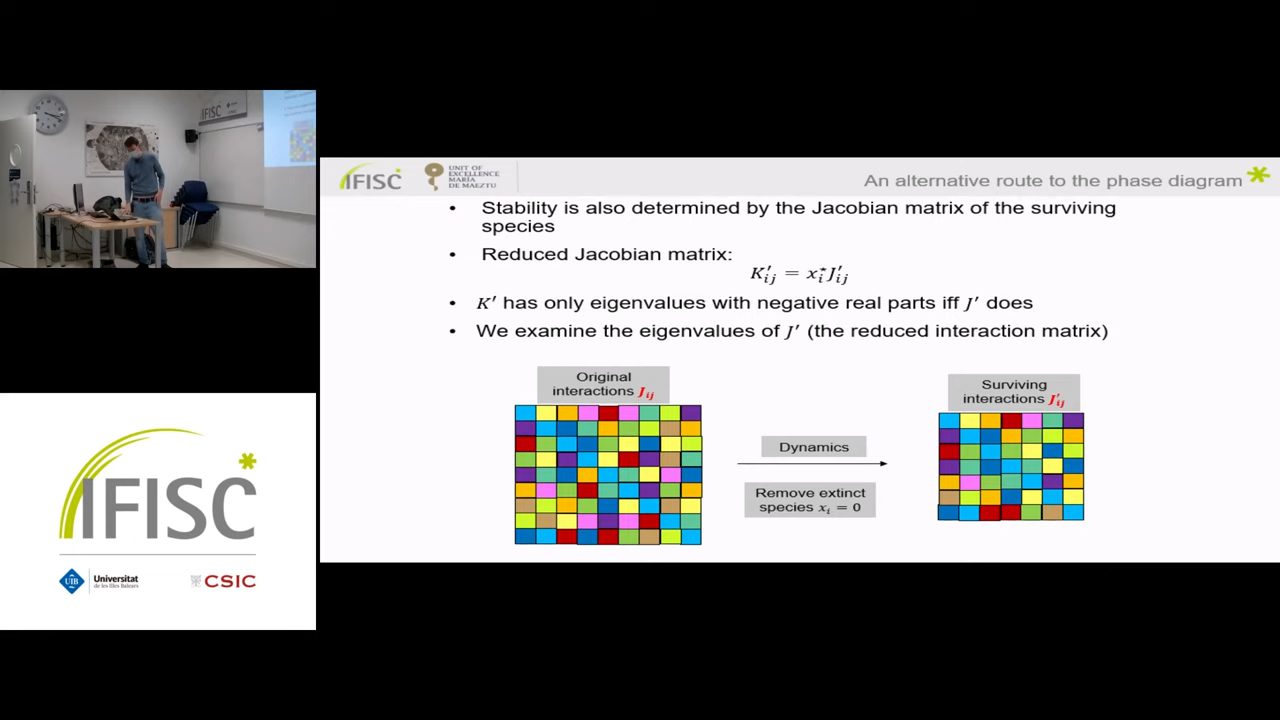 IFISC
IFISC
UNIT OF
EXCELLENCE
MARÍA
DE MAEZTU
An alternative route to the phase diagram
• Stability is also determined by the Jacobian matrix of the surviving
species
• Reduced Jacobian matrix:
K′ij = xi*J′ij
• K′ has only eigenvalues with negative real parts iff J′ does
• We examine the eigenvalues of J′ (the reduced interaction matrix)
Original
interactions Jij
Surviving
interactions J′ij
Dynamics
Remove extinct
species xi = 0
IFISC
UIB
Universitat
de les Illes Balears
CSIC